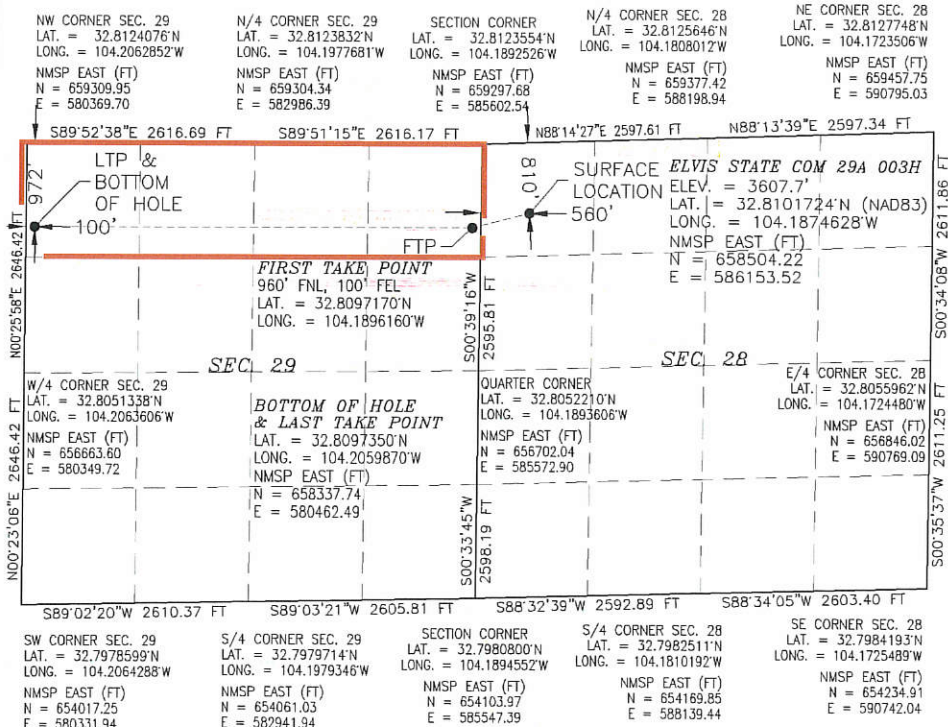 NW CORNER SEC. 29
LAT. = 32.8124076°N
LONG. = 104.2062852°W
NMSP EAST (FT)
N = 659309.95
E = 580369.70
N/4 CORNER SEC. 29
LAT. = 32.8123832°N
LONG. = 104.1977681°W
NMSP EAST (FT)
N = 659304.34
E = 582986.39
SECTION CORNER
LAT. = 32.8123554°N
LONG. = 104.1892526°W
NMSP EAST (FT)
N = 659297.68
E = 585602.54
N/4 CORNER SEC. 28
LAT. = 32.8125646°N
LONG. = 104.1808012°W
NMSP EAST (FT)
N = 659377.42
E = 588198.94
NE CORNER SEC. 28
LAT. = 32.8127748°N
LONG. = 104.1723506°W
NMSP EAST (FT)
N = 659457.75
E = 590795.03
S89°52'38"E 2616.69 FT
S89°51'15"E 2616.17 FT
N88°14'27"E 2597.61 FT
N88°13'39"E 2597.34 FT
972'
LTP &
BOTTOM
OF HOLE
100'
FTP
810'
SURFACE
LOCATION
560'
ELVIS STATE COM 29A 003H
ELEV. = 3607.7'
LAT. = 32.8101724°N (NAD83)
LONG. = 104.1874628°W
NMSP EAST (FT)
N = 658504.22
E = 586153.52
N00°25'58"E 2646.42 FT
FIRST TAKE POINT
960' FNL, 100' FEL
LAT. = 32.8097170°N
LONG. = 104.1896160°W
S00°39'16"W
2595.81 FT
S00°34'08"W 2611.86 FT
SEC. 29
SEC. 28
W/4 CORNER SEC. 29
LAT. = 32.8051338°N
LONG. = 104.2063606°W
NMSP EAST (FT)
N = 656663.60
E = 580349.72
BOTTOM OF HOLE
& LAST TAKE POINT
LAT. = 32.8097350°N
LONG. = 104.2059870°W
NMSP EAST (FT)
N = 658337.74
E = 580462.49
QUARTER CORNER
LAT. = 32.8052210°N
LONG. = 104.1893606°W
NMSP EAST (FT)
N = 656702.04
E = 585572.90
E/4 CORNER SEC. 28
LAT. = 32.8055962°N
LONG. = 104.1724480°W
NMSP EAST (FT)
N = 656846.02
E = 590769.09
N00°23'06"E 2646.42 FT
S00°33'45"W
2598.19 FT
S00°35'37"W 2611.25 FT
S89°02'20"W 2610.37 FT
S89°03'21"W 2605.81 FT
S88°32'39"W 2592.89 FT
S88°34'05"W 2603.40 FT
SW CORNER SEC. 29
LAT. = 32.7978599°N
LONG. = 104.2064288°W
NMSP EAST (FT)
N = 654017.25
E = 580331.94
S/4 CORNER SEC. 29
LAT. = 32.7979714°N
LONG. = 104.1979346°W
NMSP EAST (FT)
N = 654061.03
E = 582941.94
SECTION CORNER
LAT. = 32.7980800°N
LONG. = 104.1894552°W
NMSP EAST (FT)
N = 654103.97
E = 585547.39
S/4 CORNER SEC. 28
LAT. = 32.7982511°N
LONG. = 104.1810192°W
NMSP EAST (FT)
N = 654169.85
E = 588139.44
SE CORNER SEC. 28
LAT. = 32.7984193°N
LONG. = 104.1725489°W
NMSP EAST (FT)
N = 654234.91
E = 590742.04